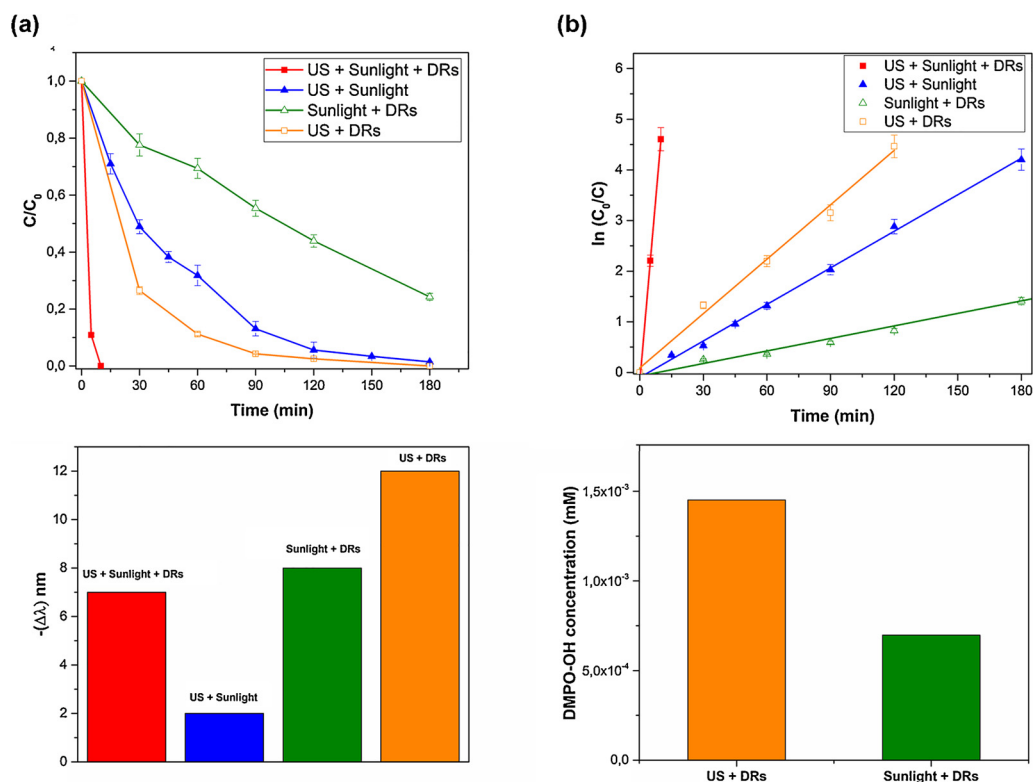 (a)
1,0
0,8
0,6
0,4
0,2
0,0
C/C0
US + Sunlight + DRs
US + Sunlight
Sunlight + DRs
US + DRs
0 30 60 90 120 150 180
Time (min)
(b)
6
5
4
3
2
1
0
ln (C0/C)
US + Sunlight + DRs
US + Sunlight
Sunlight + DRs
US + DRs
0 30 60 90 120 150 180
Time (min)
12
10
8
6
4
2
0
-(Δλ) nm
US + Sunlight + DRs
US + Sunlight
Sunlight + DRs
US + DRs
1,5x10-3
1,0x10-3
5,0x10-4
0,0
DMPO-OH concentration (mM)
US + DRs Sunlight + DRs